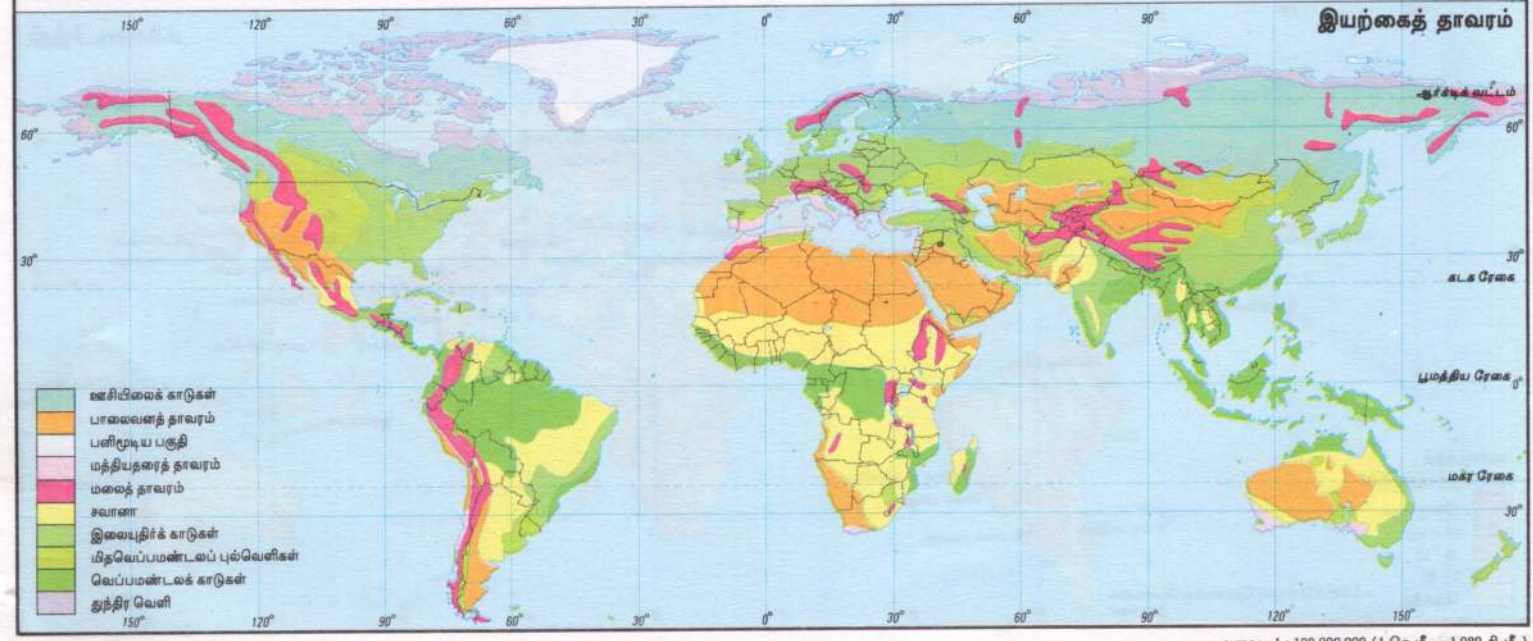 150° 120° 90° 60° 30° 0° 30° 60° 90°
இயற்கைத் தாவரம்
ஆர்க்டிக் வட்டம்
60° 60°
30° 30°
கடக ரேகை
பூமத்திய ரேகை 0°
மகர ரேகை
30° 30°
ஊசியிலைக் காடுகள்
பாலைவனத் தாவரம்
பனிமூடிய பகுதி
மத்தியதரைத் தாவரம்
மலைத் தாவரம்
சவானா
இலையுதிர்க் காடுகள்
மிதவெப்பமண்டலப் புல்வெளிகள்
வெப்பமண்டலக் காடுகள்
துந்திர வெளி
150° 120° 90° 60° 30° 0° 30° 60° 90° 120° 150°